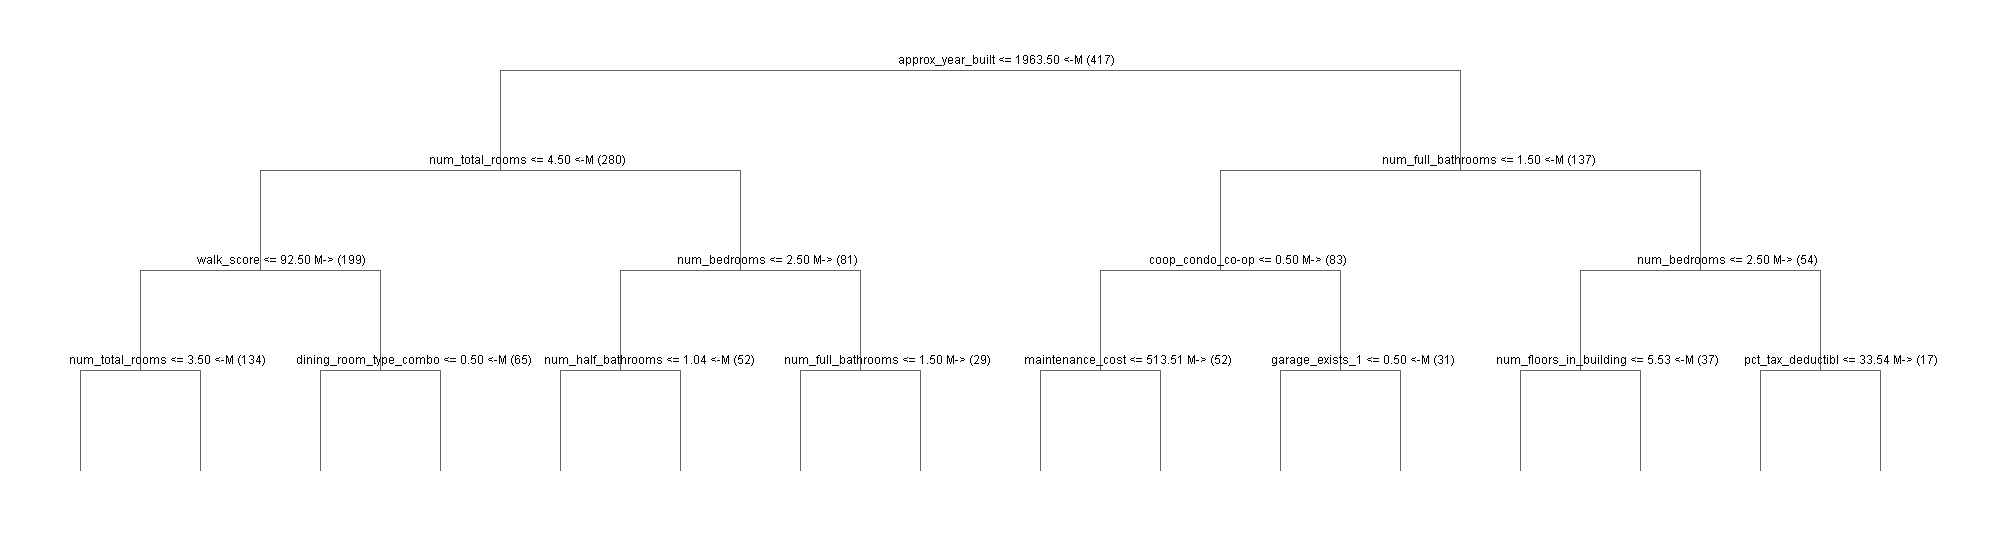 approx_year_built <= 1963.50 <-M (417)
num_total_rooms <= 4.50 <-M (280)
num_full_bathrooms <= 1.50 <-M (137)
walk_score <= 92.50 M-> (199)
num_bedrooms <= 2.50 M-> (81)
coop_condo_co-op <= 0.50 M-> (83)
num_bedrooms <= 2.50 M-> (54)
num_total_rooms <= 3.50 <-M (134)
dining_room_type_combo <= 0.50 <-M (65)
num_half_bathrooms <= 1.04 <-M (52)
num_full_bathrooms <= 1.50 M-> (29)
maintenance_cost <= 513.51 M-> (52)
garage_exists_1 <= 0.50 <-M (31)
num_floors_in_building <= 5.53 <-M (37)
pct_tax_deductibl <= 33.54 M-> (17)